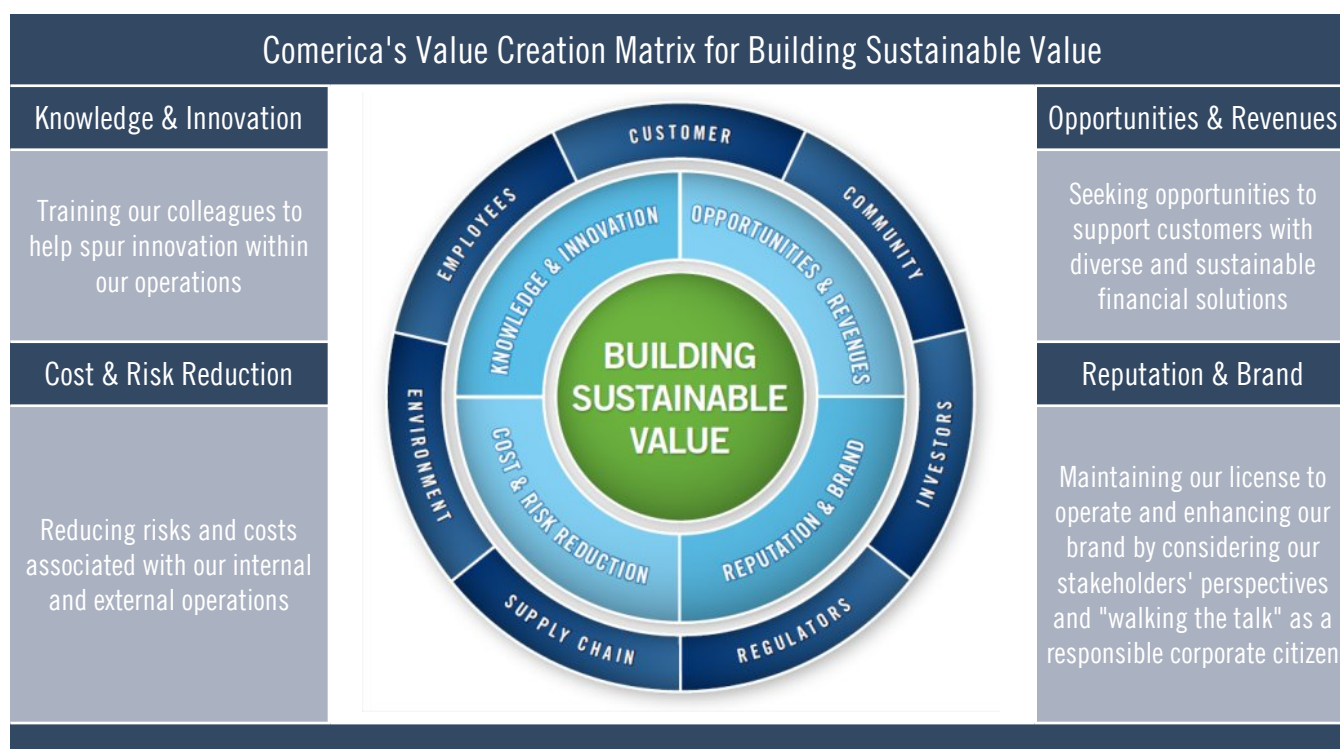 Comerica's Value Creation Matrix for Building Sustainable Value
Knowledge & Innovation
Training our colleagues to
help spur innovation within
our operations
Cost & Risk Reduction
Reducing risks and costs
associated with our internal
and external operations
CUSTOMER
COMMUNITY
INVESTORS
REGULATORS
SUPPLY CHAIN
ENVIRONMENT
EMPLOYEES
KNOWLEDGE & INNOVATION
OPPORTUNITIES & REVENUES
REPUTATION & BRAND
COST & RISK REDUCTION
BUILDING
SUSTAINABLE
VALUE
Opportunities & Revenues
Seeking opportunities to
support customers with
diverse and sustainable
financial solutions
Reputation & Brand
Maintaining our license to
operate and enhancing our
brand by considering our
stakeholders' perspectives
and "walking the talk" as a
responsible corporate citizen